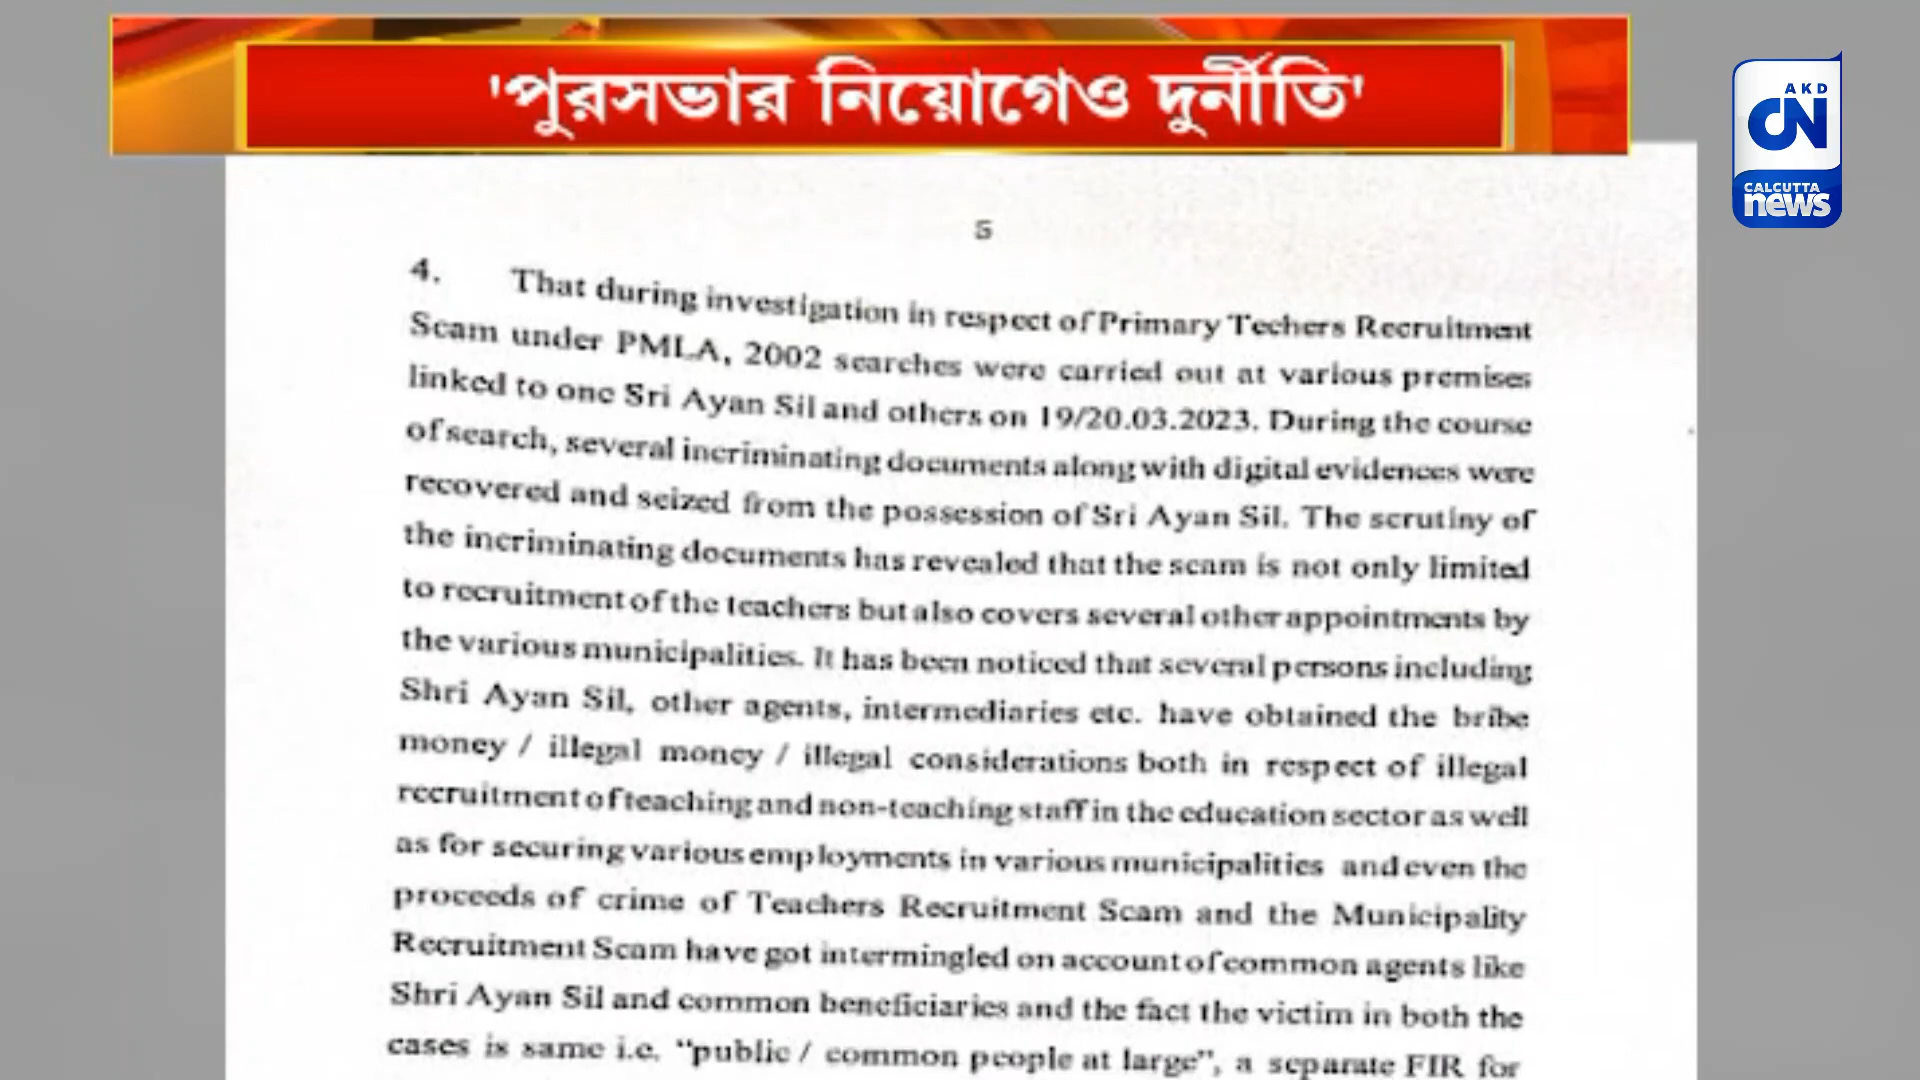 'পুরসভার নিয়োগেও দুর্নীতি'
AKD
CN
CALCUTTA
news
5
4. That during investigation in respect of Primary Techers Recruitment
Scam under PMLA, 2002 searches were carried out at various premises
linked to one Sri Ayan Sil and others on 19/20.03.2023. During the course
of search, several incriminating documents along with digital evidences were
recovered and seized from the possession of Sri Ayan Sil. The scrutiny of
the incriminating documents has revealed that the scam is not only limited
to recruitment of the teachers but also covers several other appointments by
the various municipalities. It has been noticed that several persons including
Shri Ayan Sil, other agents, intermediaries etc. have obtained the bribe
money / illegal money / illegal considerations both in respect of illegal
recruitment of teaching and non-teaching staff in the education sector as well
as for securing various employments in various municipalities and even the
proceeds of crime of Teachers Recruitment Scam and the Municipality
Recruitment Scam have got intermingled on account of common agents like
Shri Ayan Sil and common beneficiaries and the fact the victim in both the
cases is same i.e. "public / common people at large", a separate FIR for